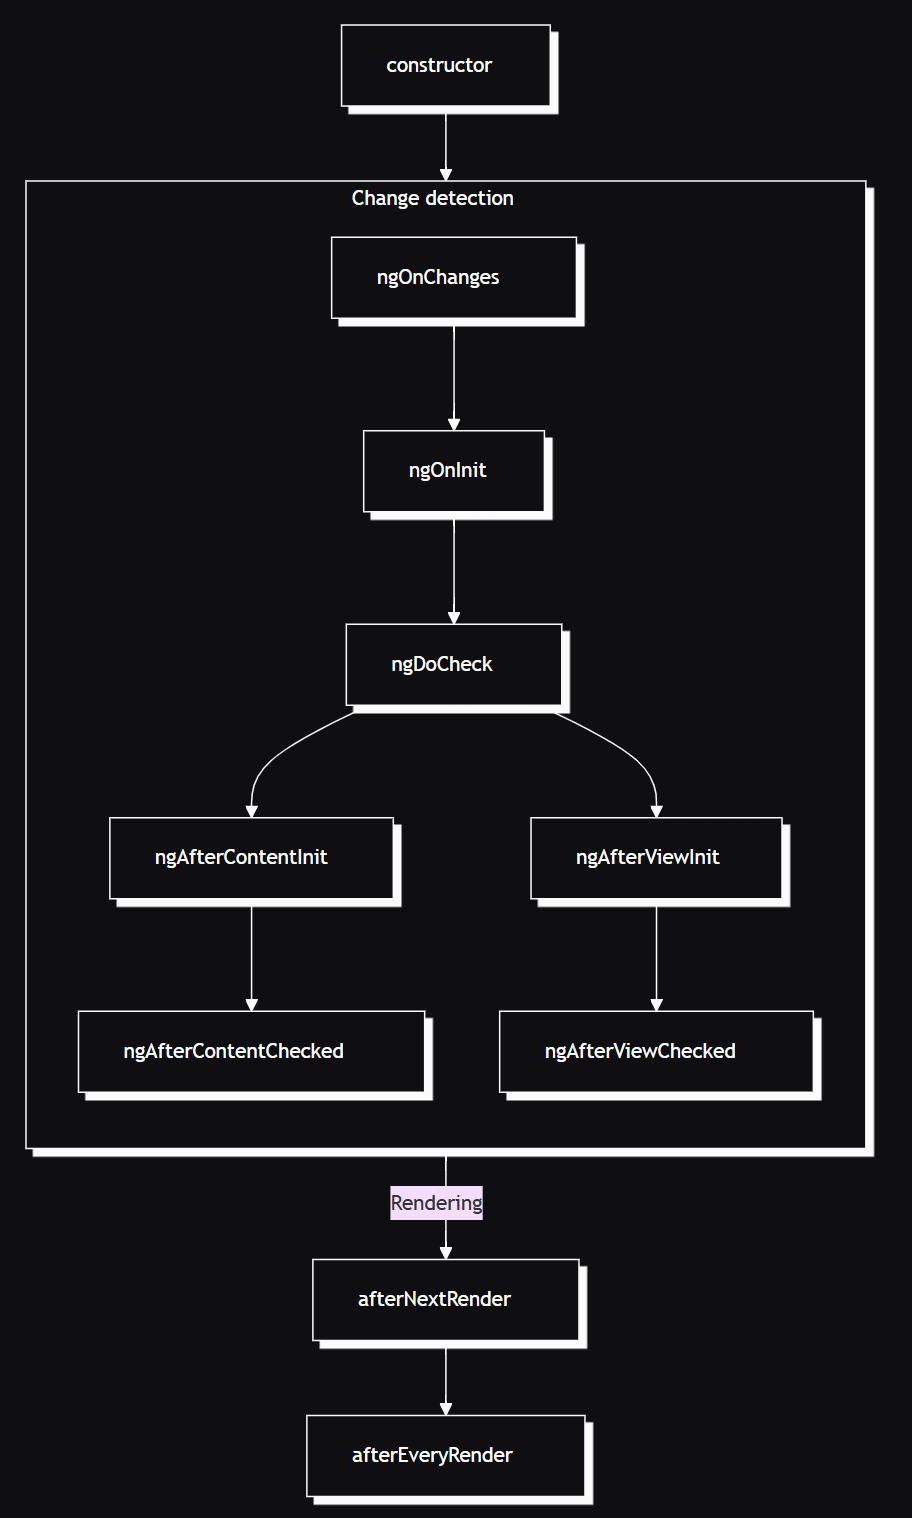 constructor
Change detection
ngOnChanges
ngOnInit
ngDoCheck
ngAfterContentInit
ngAfterViewInit
ngAfterContentChecked
ngAfterViewChecked
Rendering
afterNextRender
afterEveryRender